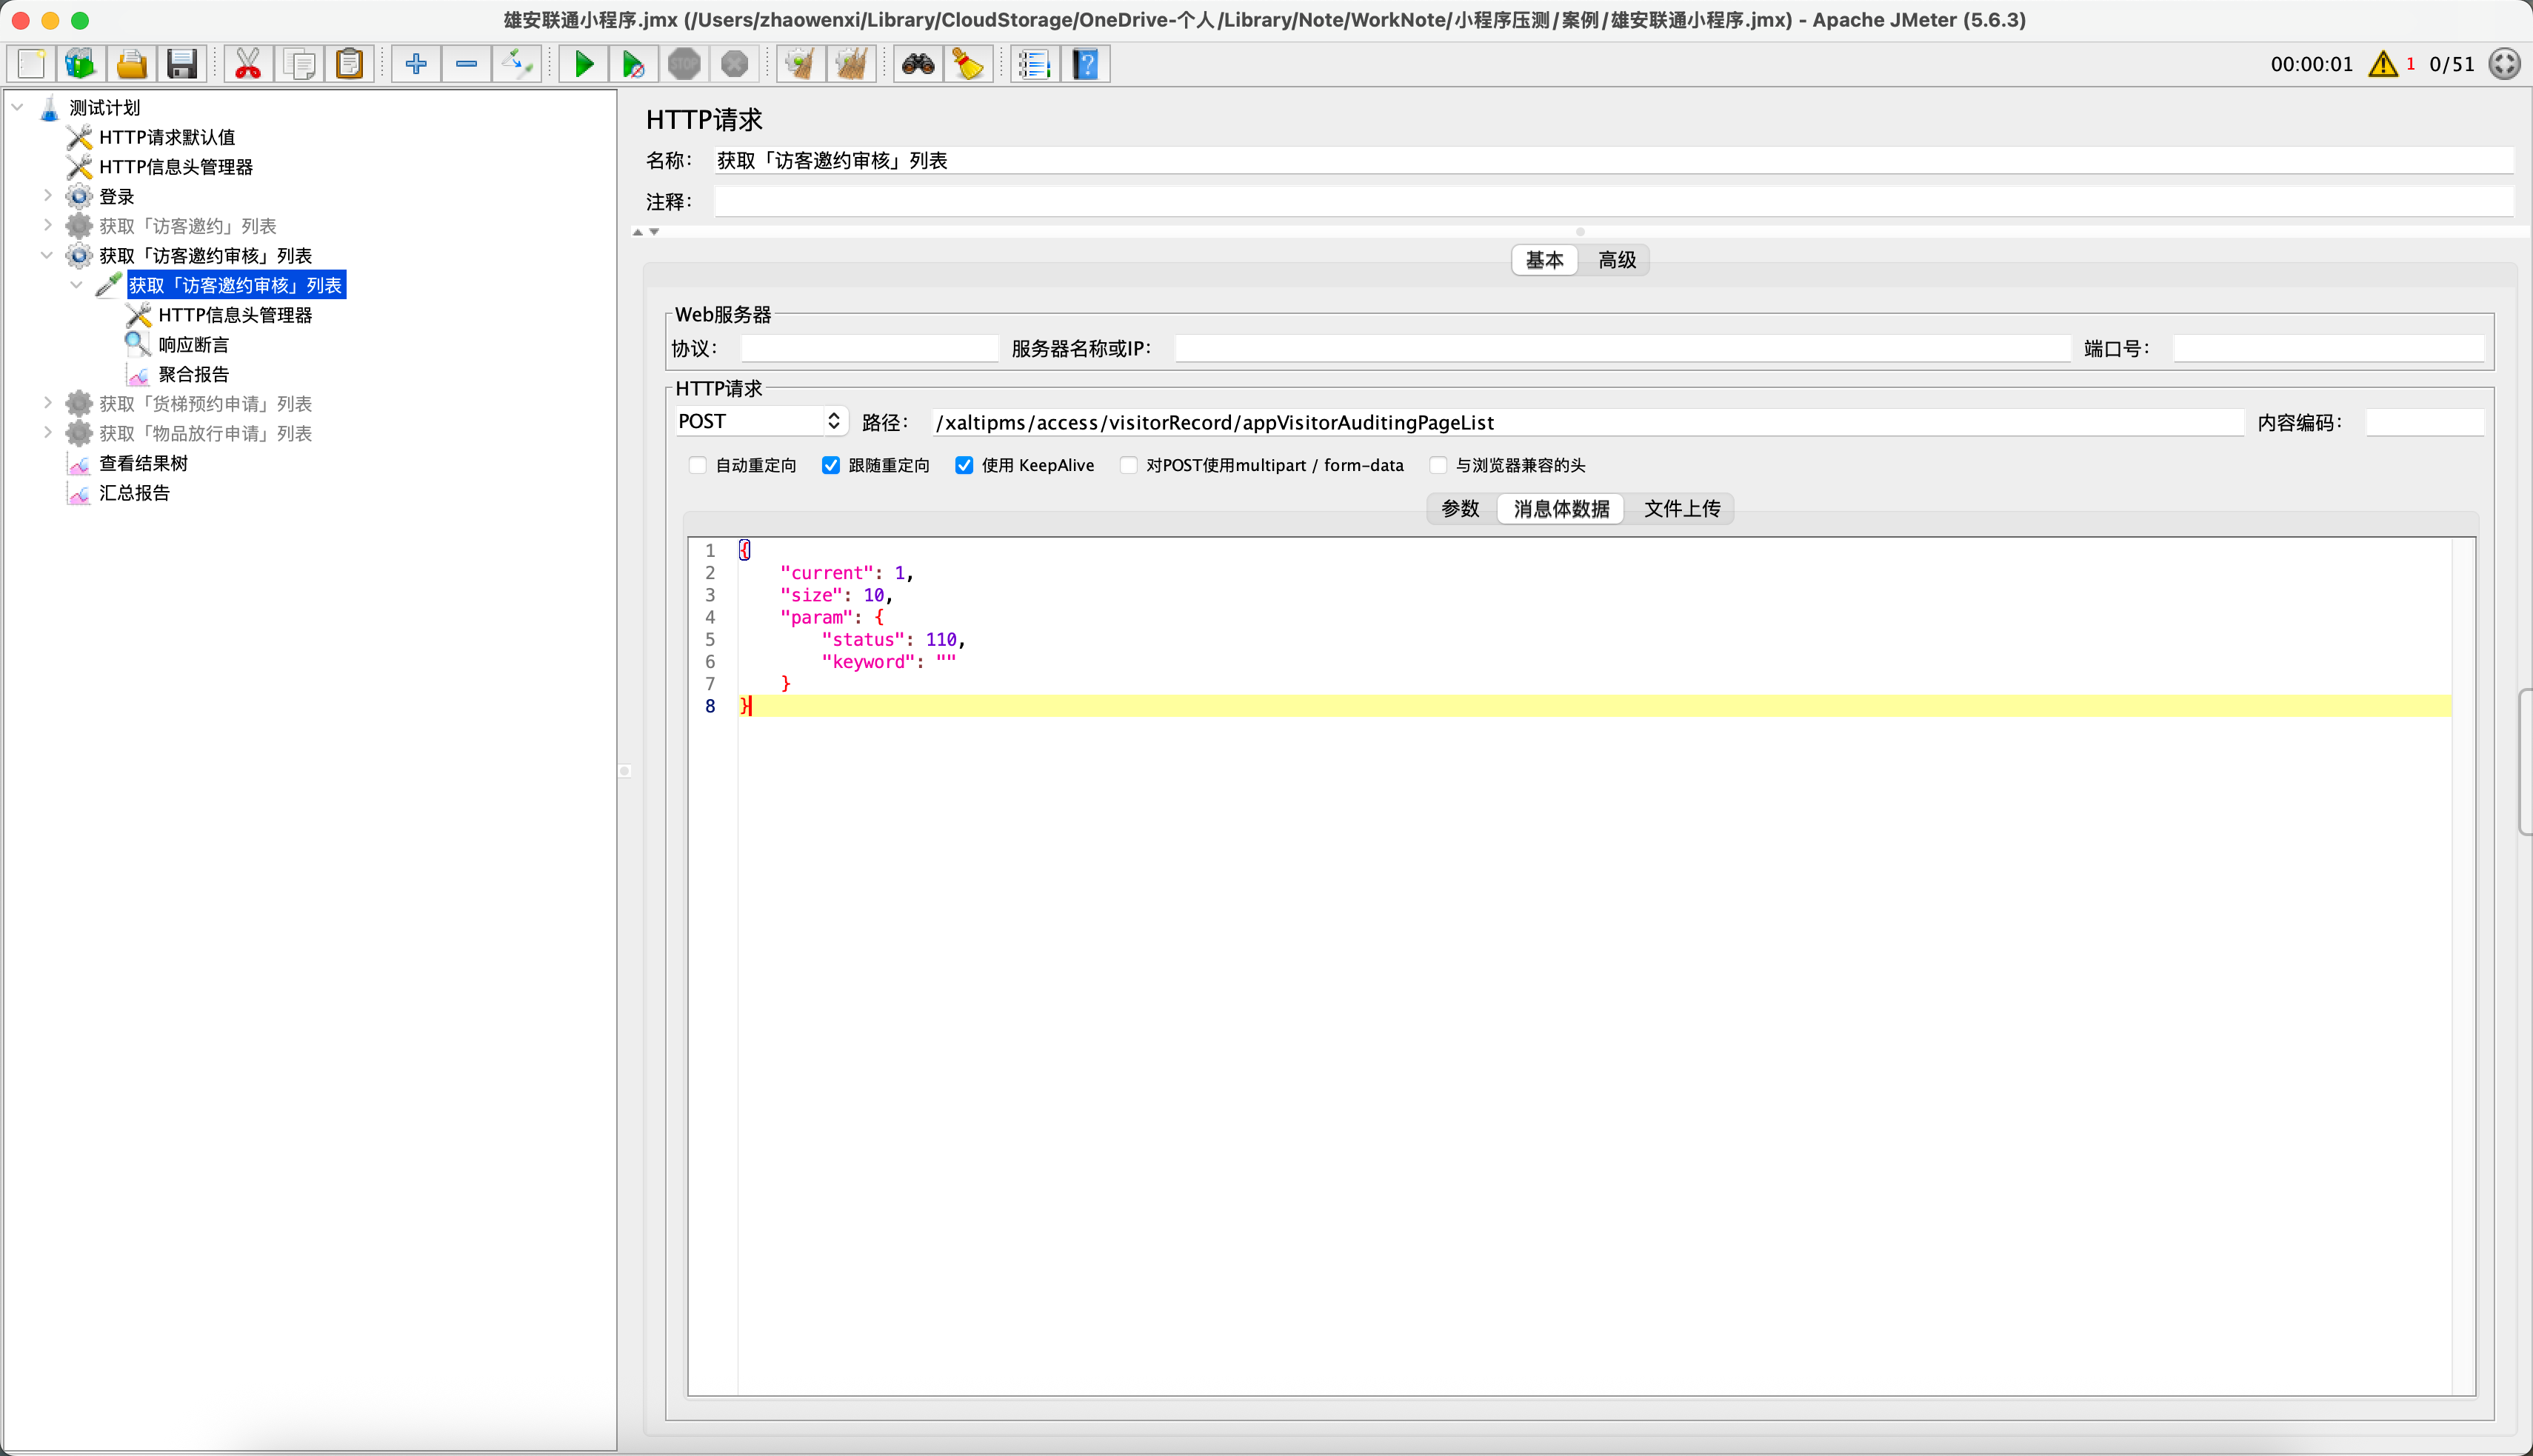 雄安联通小程序.jmx (/Users/zhaowenxi/Library/CloudStorage/OneDrive-个人/Library/Note/WorkNote/小程序压测/案例/雄安联通小程序.jmx) - Apache JMeter (5.6.3)
STOP
00:00:01 1 0/51
测试计划
HTTP请求默认值
HTTP信息头管理器
登录
获取「访客邀约」列表
获取「访客邀约审核」列表
获取「访客邀约审核」列表
HTTP信息头管理器
响应断言
聚合报告
获取「货梯预约申请」列表
获取「物品放行申请」列表
查看结果树
汇总报告
HTTP请求
名称： 获取「访客邀约审核」列表
注释：
基本 高级
Web服务器
协议： 服务器名称或IP： 端口号：
HTTP请求
POST 路径： /xaltipms/access/visitorRecord/appVisitorAuditingPageList 内容编码：
自动重定向 跟随重定向 使用 KeepAlive 对POST使用multipart / form-data 与浏览器兼容的头
参数 消息体数据 文件上传
1 {
2 "current": 1,
3 "size": 10,
4 "param": {
5 "status": 110,
6 "keyword": ""
7 }
8 }